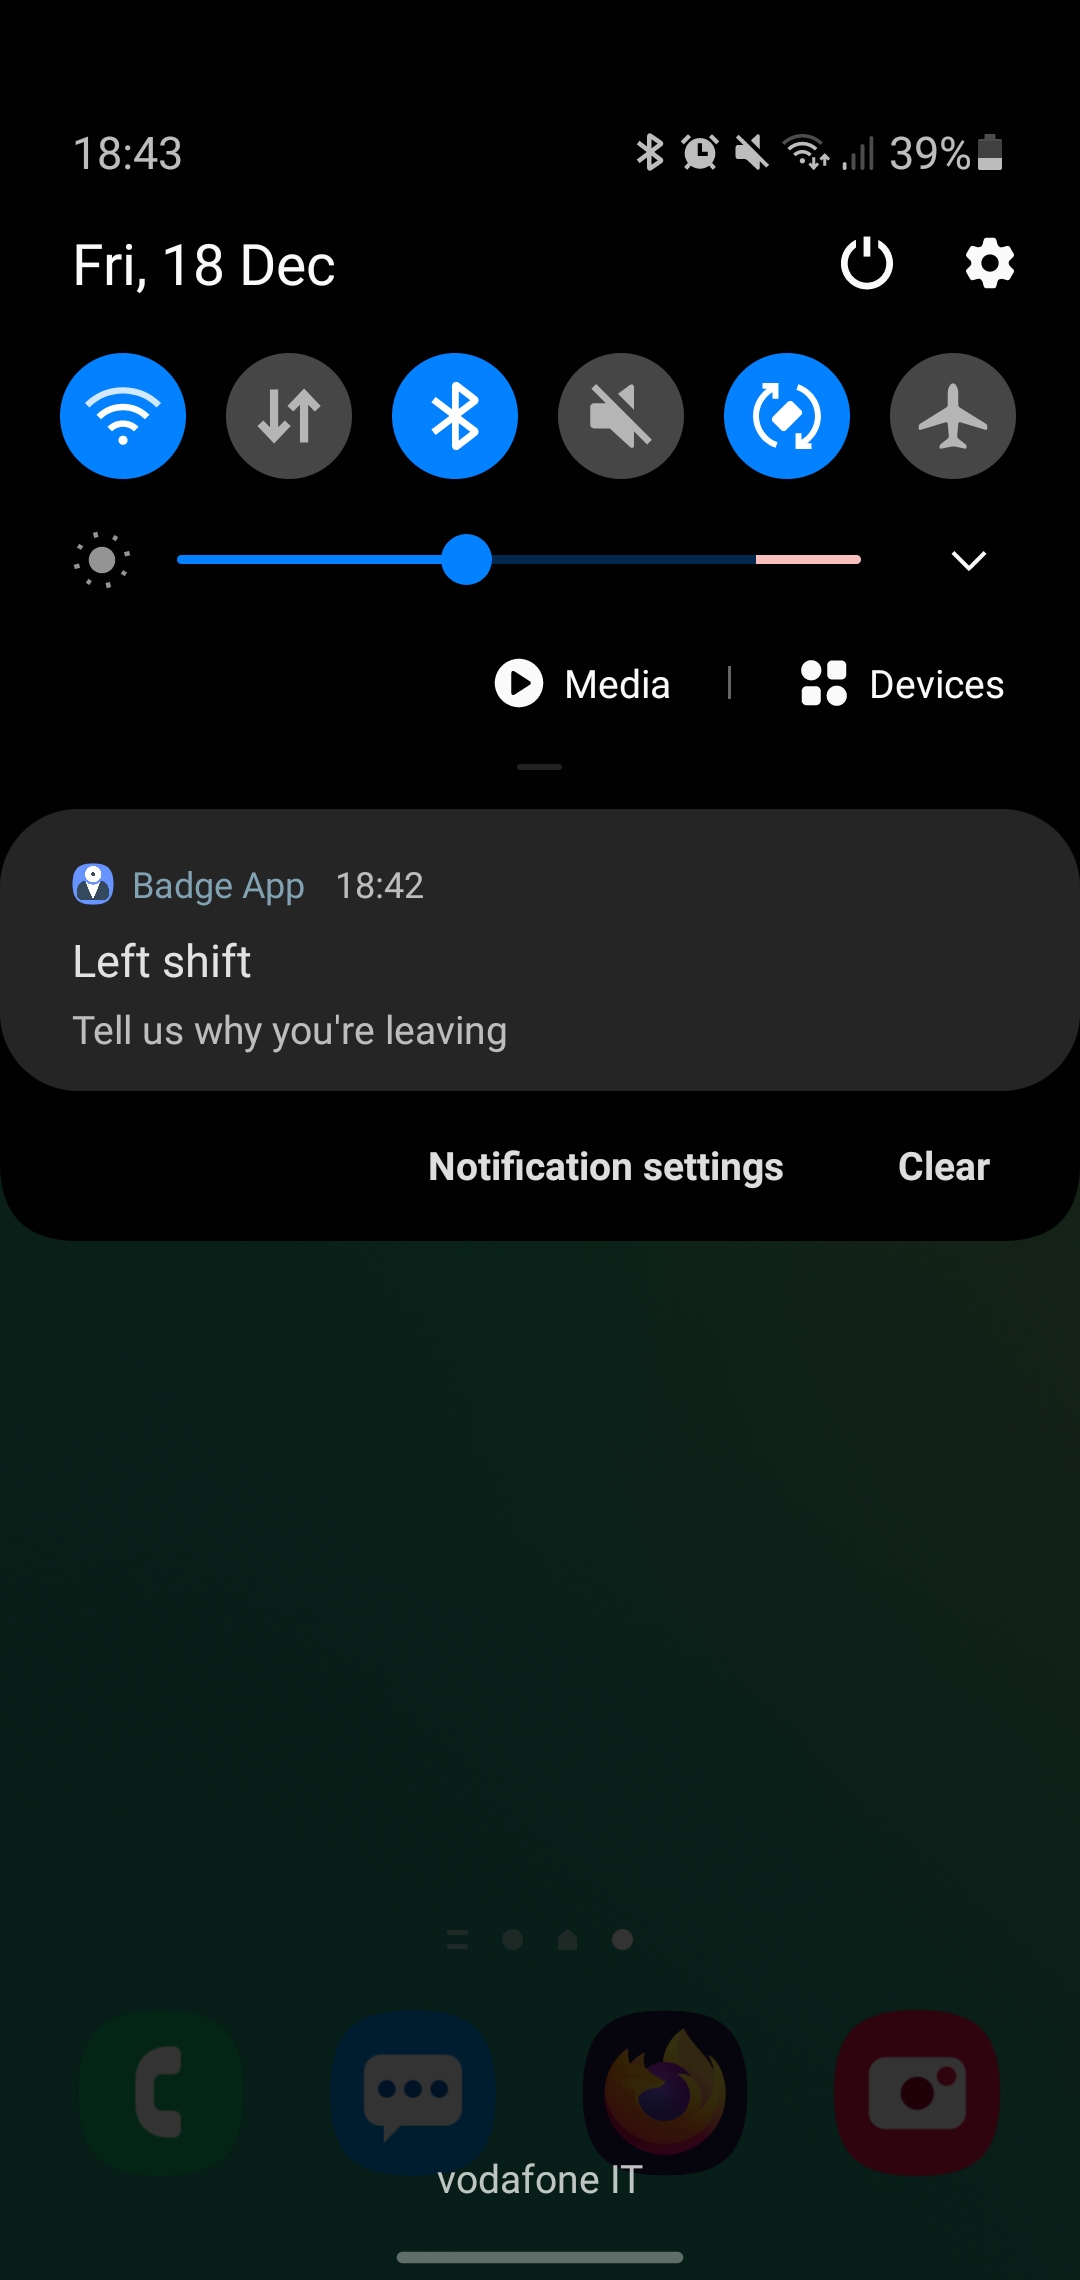 18:43 39%
Fri, 18 Dec
Media | Devices
Badge App 18:42
Left shift
Tell us why you're leaving
Notification settings Clear
vodafone IT